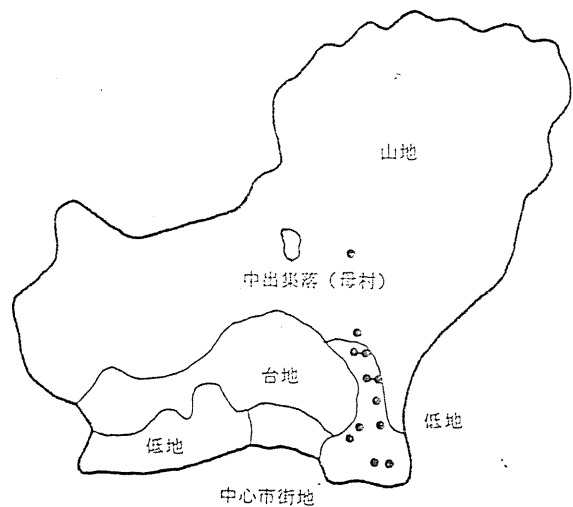 山地
中出集落（母村）
台地
低地
低地
中心市街地